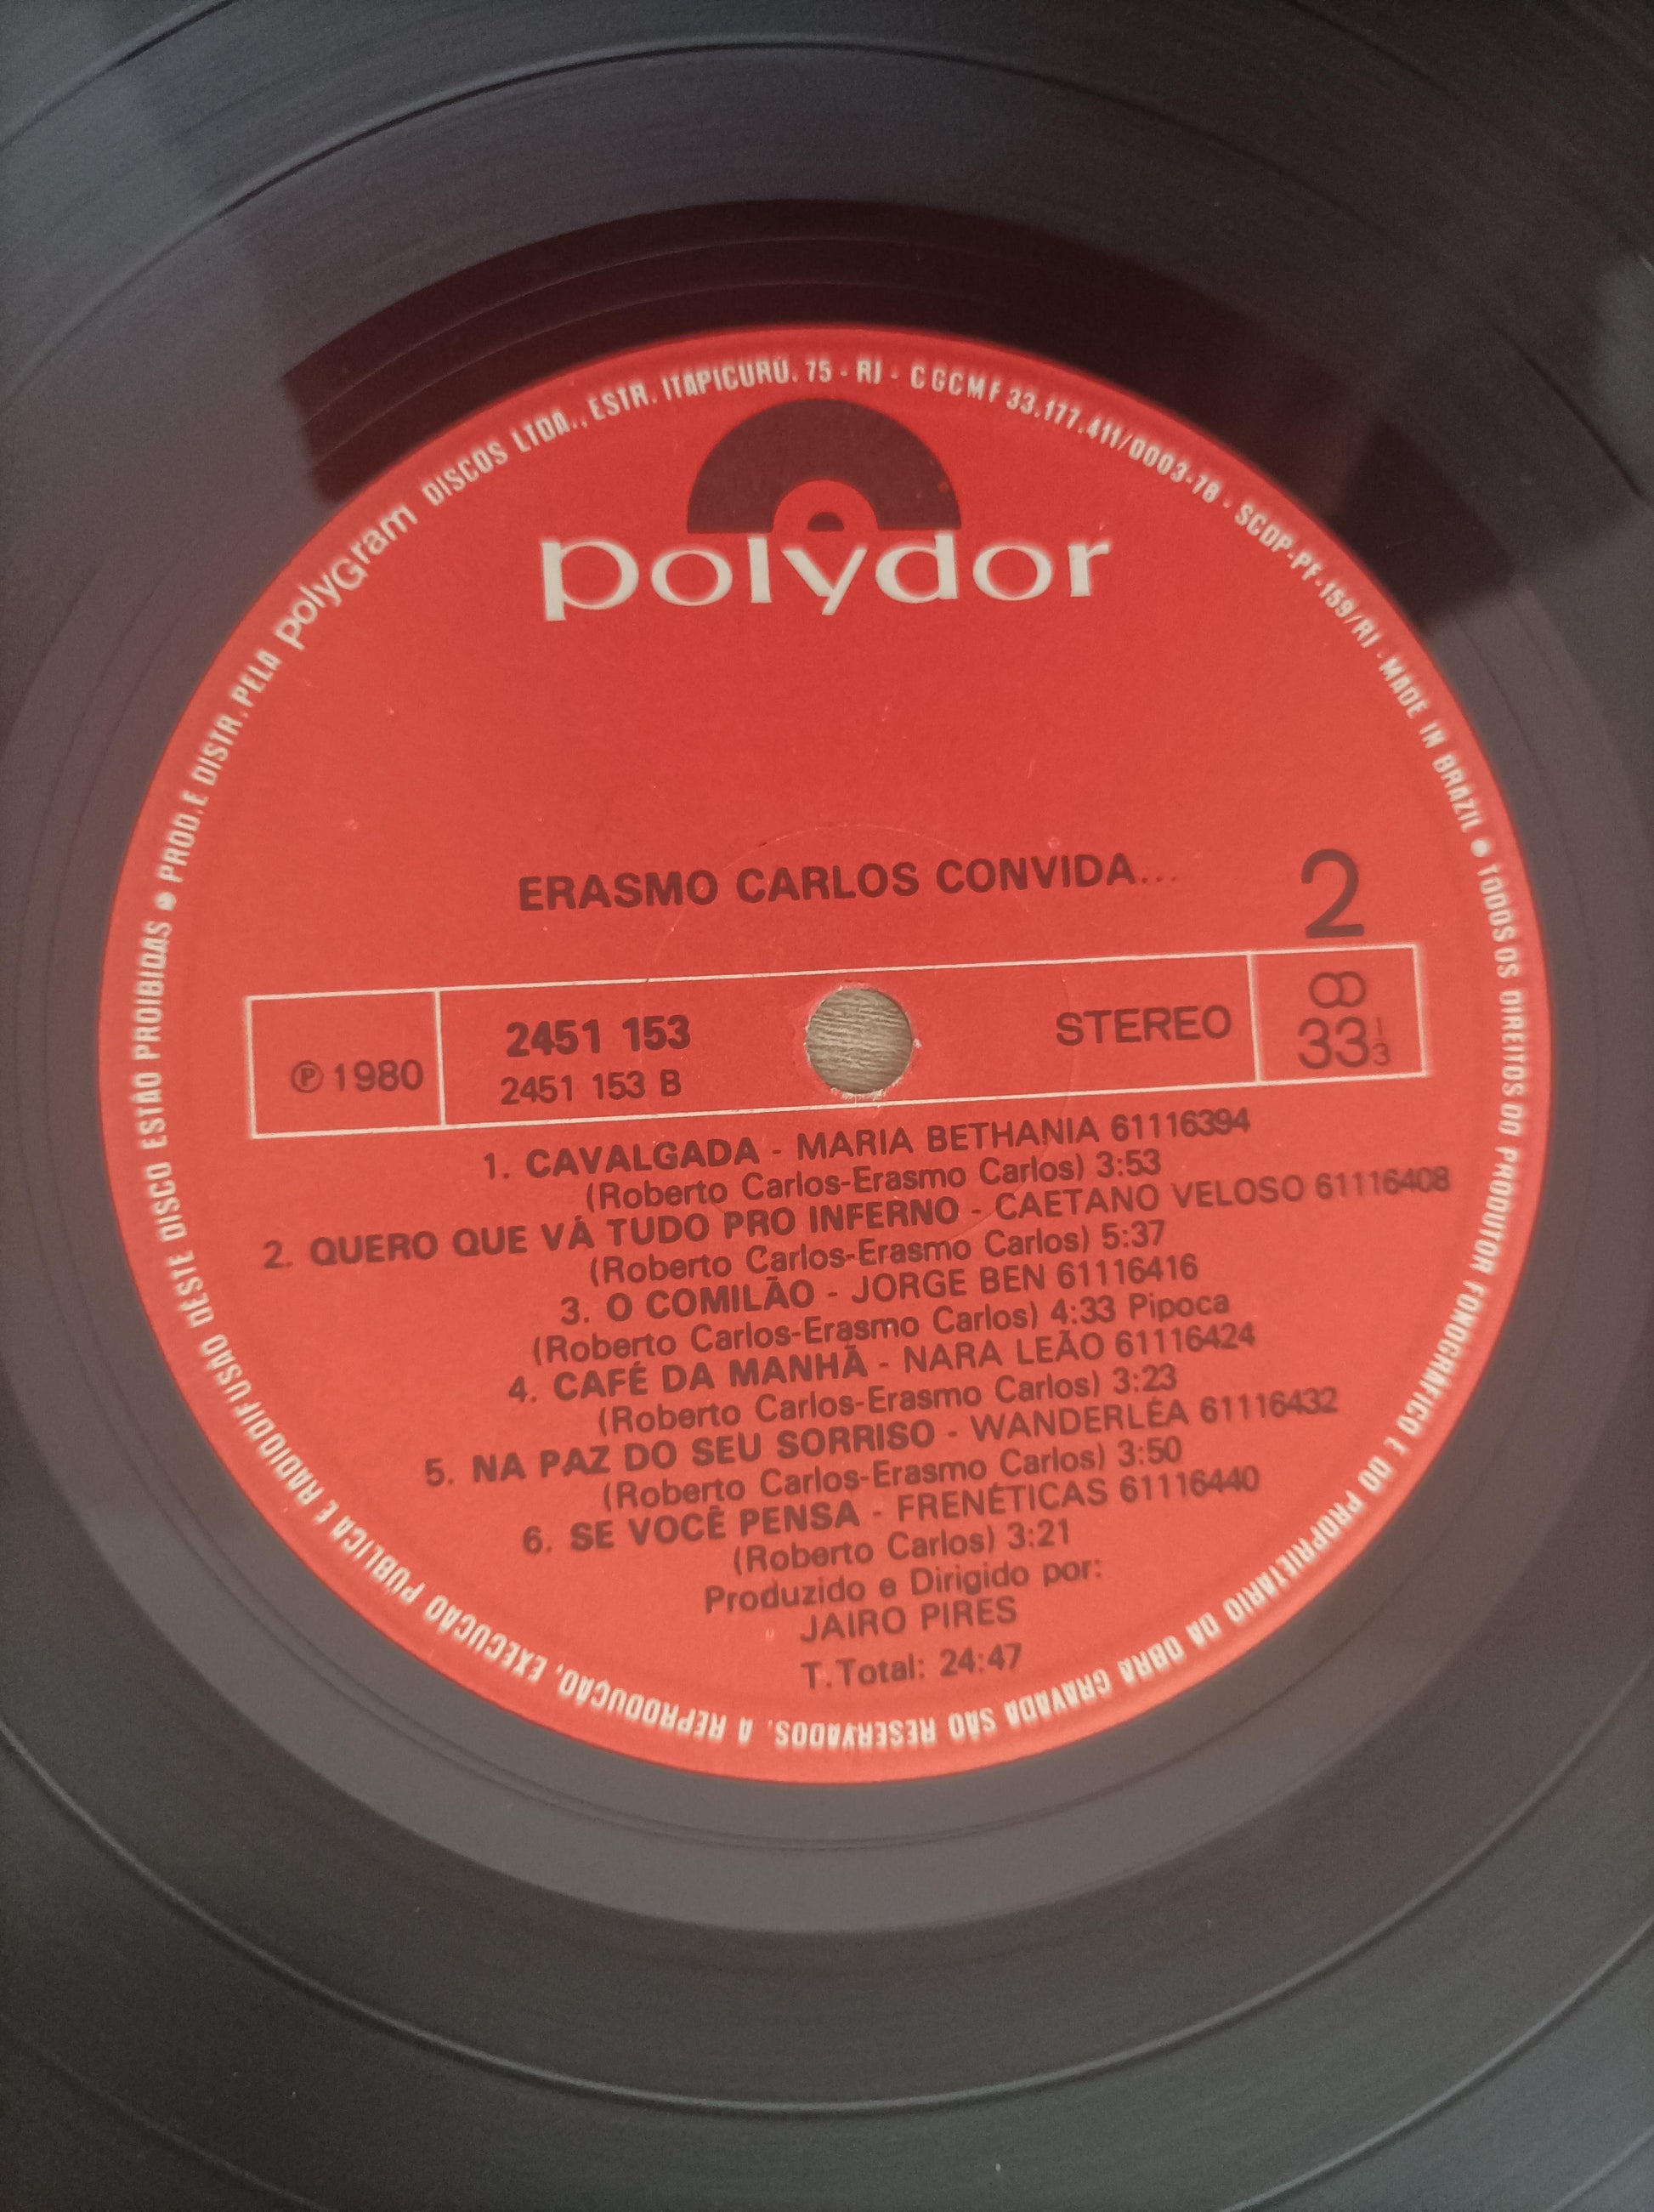 ● PROD. E DISTR. PELA polyGram DISCOS LTDA., ESTR. ITAPICURÚ. 75 - RJ - CGCMF 33.177.411/0003-78 - SCDP-PF-159/RJ - MADE IN BRAZIL ● TODOS OS DIREITOS DO PRODUTOR FONOGRÁFICO E DO PROPRIETÁRIO DA OBRA GRAVADA SÃO RESERVADOS. A REPRODUÇÃO, EXECUÇÃO PÚBLICA E RADIODIFUSÃO DESTE DISCO ESTÃO PROIBIDAS
polydor
ERASMO CARLOS CONVIDA...
2
℗ 1980
2451 153
2451 153 B
STEREO
33 1/3
1. CAVALGADA - MARIA BETHANIA 61116394
(Roberto Carlos-Erasmo Carlos) 3:53
2. QUERO QUE VÁ TUDO PRO INFERNO - CAETANO VELOSO 61116408
(Roberto Carlos-Erasmo Carlos) 5:37
3. O COMILÃO - JORGE BEN 61116416
(Roberto Carlos-Erasmo Carlos) 4:33 Pipoca
4. CAFÉ DA MANHÃ - NARA LEÃO 61116424
(Roberto Carlos-Erasmo Carlos) 3:23
5. NA PAZ DO SEU SORRISO - WANDERLÉA 61116432
(Roberto Carlos-Erasmo Carlos) 3:50
6. SE VOCÊ PENSA - FRENÉTICAS 61116440
(Roberto Carlos) 3:21
Produzido e Dirigido por:
JAIRO PIRES
T. Total: 24:47